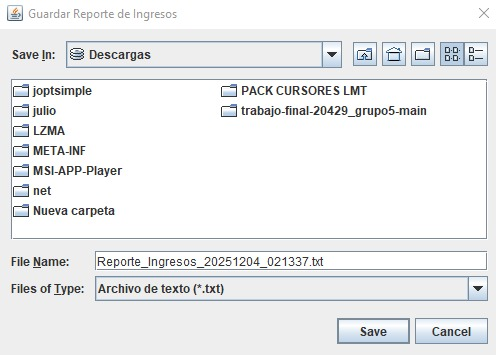 Guardar Reporte de Ingresos
Save In: Descargas
joptsimple
julio
LZMA
META-INF
MSI-APP-Player
net
Nueva carpeta
PACK CURSORES LMT
trabajo-final-20429_grupo5-main
File Name: Reporte_Ingresos_20251204_021337.txt
Files of Type: Archivo de texto (*.txt)
Save Cancel